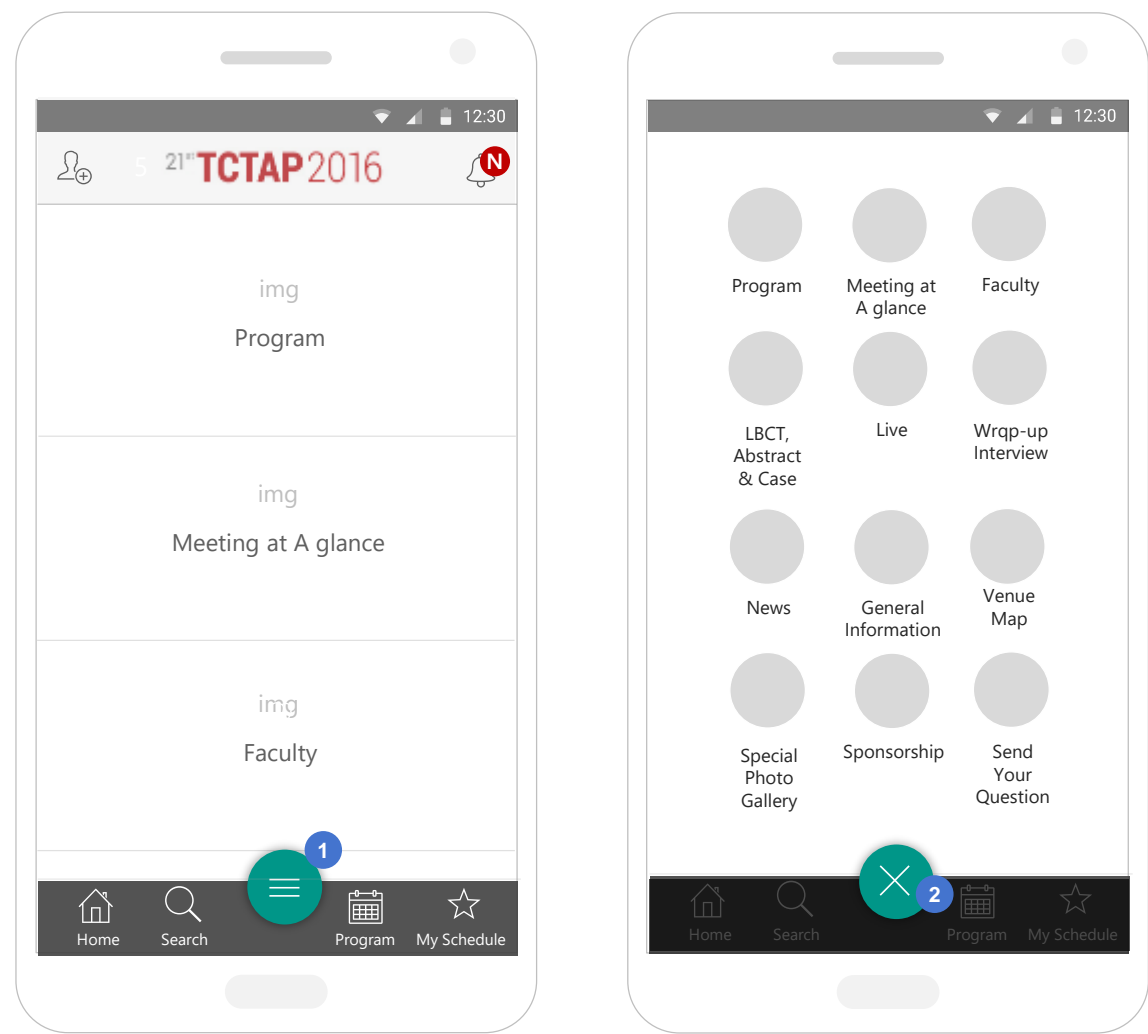 12:30
5
21st TCTAP 2016
N
img
Program
img
Meeting at A glance
img
Faculty
1
Home
Search
Program
My Schedule
12:30
Program
Meeting at
A glance
Faculty
LBCT,
Abstract
& Case
Live
Wrqp-up
Interview
News
General
Information
Venue
Map
Special
Photo
Gallery
Sponsorship
Send
Your
Question
2
Home
Search
Program
My Schedule